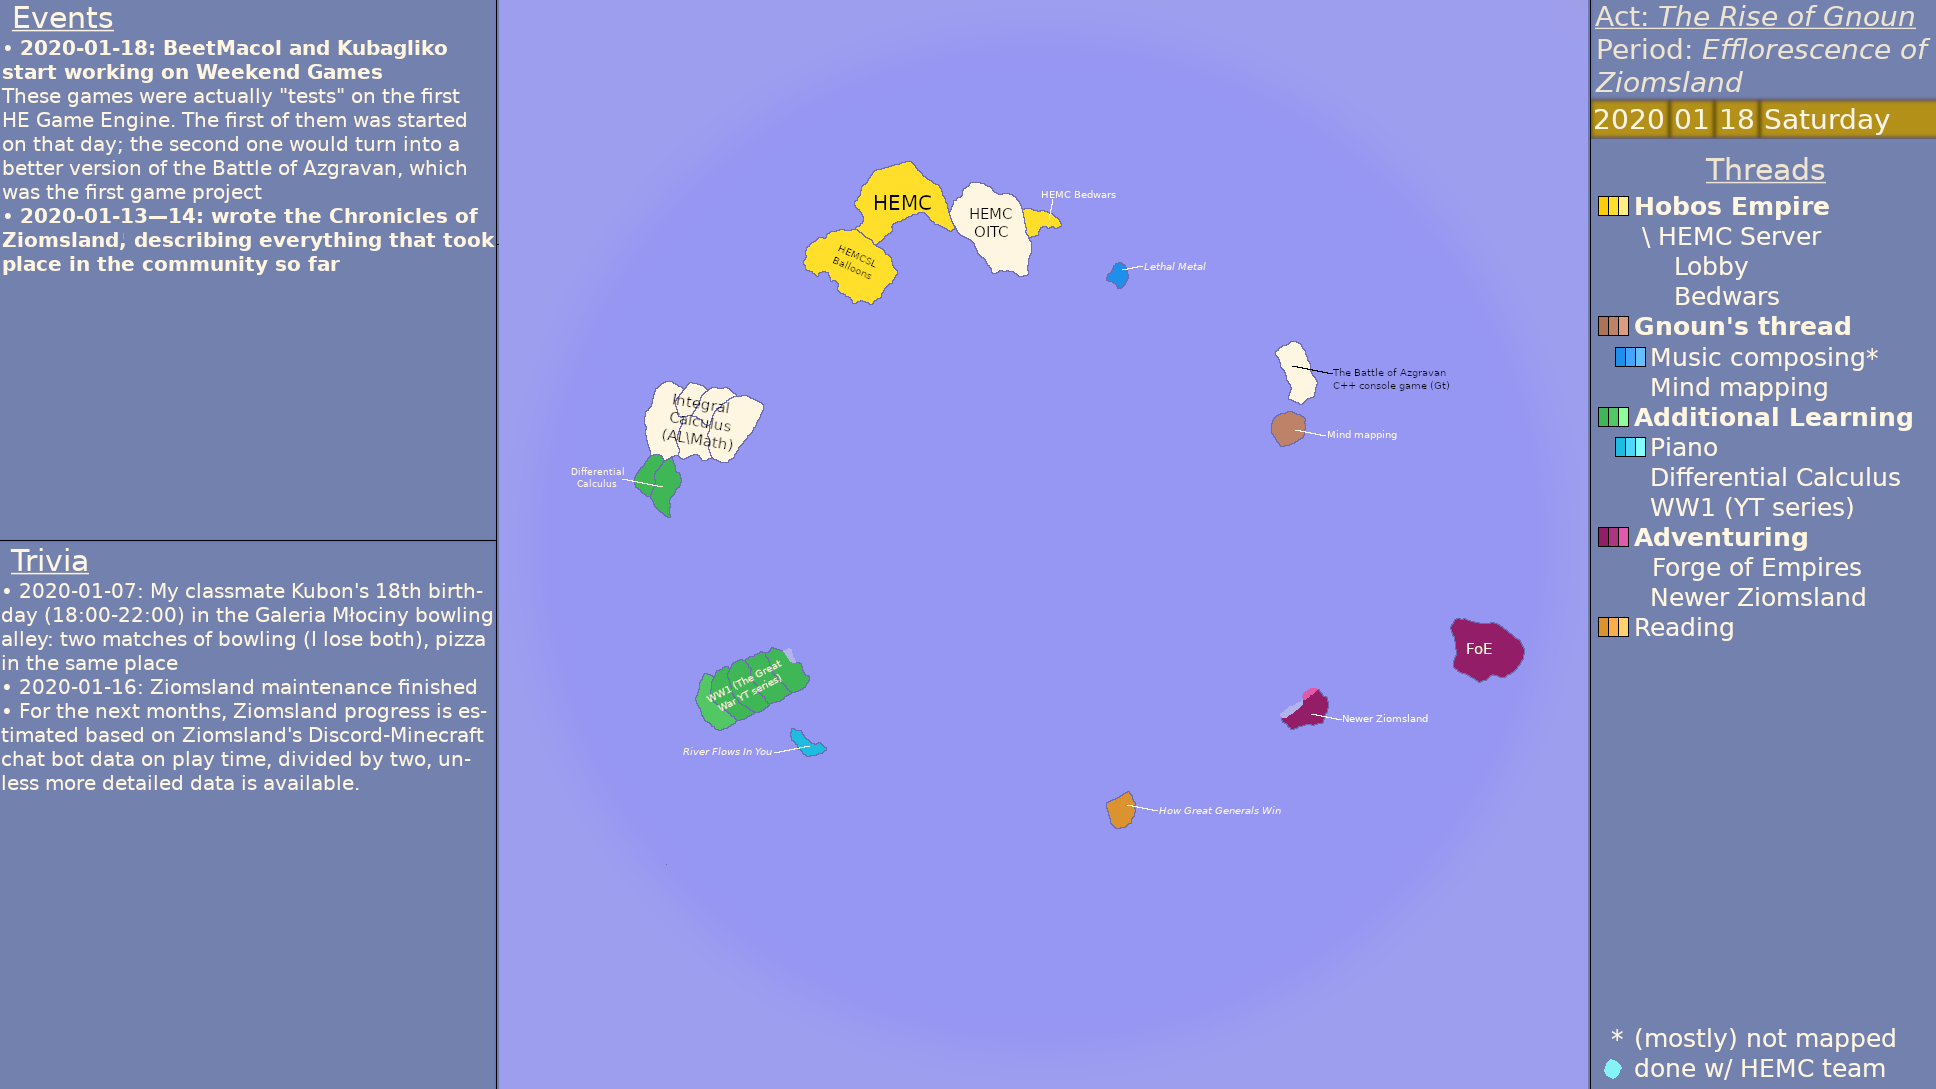 Events
• 2020-01-18: BeetMacol and Kubagliko
start working on Weekend Games
These games were actually "tests" on the first
HE Game Engine. The first of them was started
on that day; the second one would turn into a
better version of the Battle of Azgravan, which
was the first game project
• 2020-01-13—14: wrote the Chronicles of
Ziomsland, describing everything that took
place in the community so far
Trivia
• 2020-01-07: My classmate Kubon's 18th birth-
day (18:00-22:00) in the Galeria Młociny bowling
alley: two matches of bowling (I lose both), pizza
in the same place
• 2020-01-16: Ziomsland maintenance finished
• For the next months, Ziomsland progress is es-
timated based on Ziomsland's Discord-Minecraft
chat bot data on play time, divided by two, un-
less more detailed data is available.
HEMC
HEMC
OITC
HEMC Bedwars
HEMCSL
Balloons
Lethal Metal
The Battle of Azgravan
C++ console game (Gt)
Mind mapping
Integral
Calculus
(AL\Math)
Differential
Calculus
WW1 (The Great
War YT series)
River Flows In You
FoE
Newer Ziomsland
How Great Generals Win
Act: The Rise of Gnoun
Period: Efflorescence of
Ziomsland
2020 01 18 Saturday
Threads
Hobos Empire
\ HEMC Server
Lobby
Bedwars
Gnoun's thread
Music composing*
Mind mapping
Additional Learning
Piano
Differential Calculus
WW1 (YT series)
Adventuring
Forge of Empires
Newer Ziomsland
Reading
* (mostly) not mapped
done w/ HEMC team